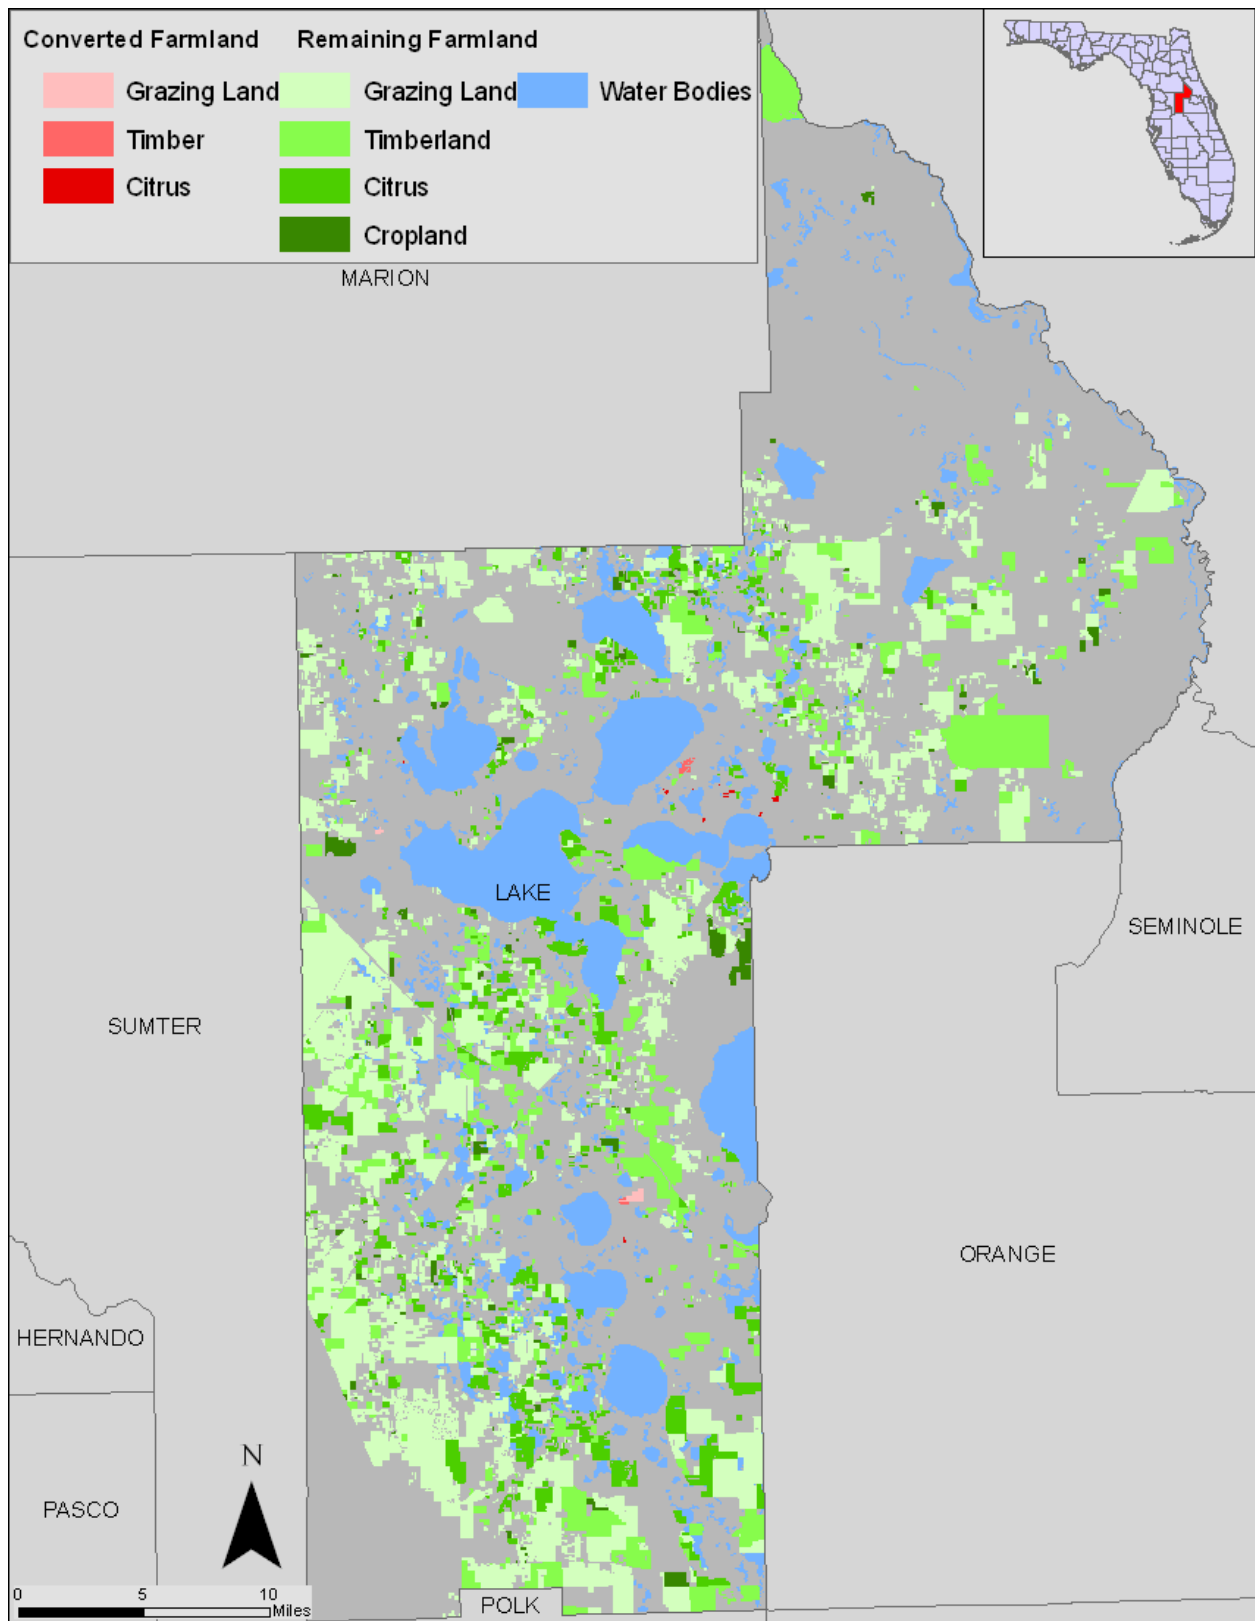 Converted Farmland Remaining Farmland
Grazing Land Grazing Land Water Bodies
Timber Timberland
Citrus Citrus
Cropland
MARION
LAKE
SEMINOLE
SUMTER
ORANGE
HERNANDO
N
PASCO
0 5 10
Miles
POLK